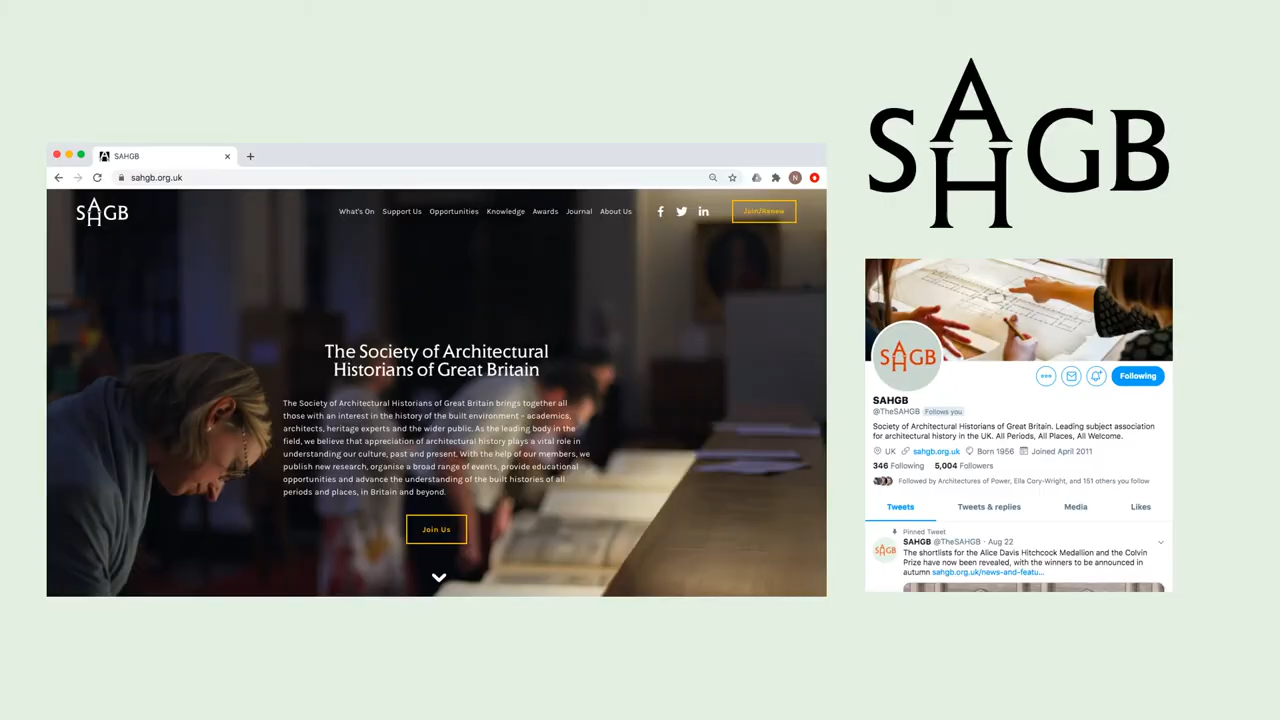 SAHGB
sahgb.org.uk
SAHGB
What's On Support Us Opportunities Knowledge Awards Journal About Us
Join/Renew
The Society of Architectural
Historians of Great Britain
The Society of Architectural Historians of Great Britain brings together all
those with an interest in the history of the built environment – academics,
architects, heritage experts and the wider public. As the leading body in the
field, we believe that appreciation of architectural history plays a vital role in
understanding our culture, past and present. With the help of our members, we
publish new research, organise a broad range of events, provide educational
opportunities and advance the understanding of the built histories of all
periods and places, in Britain and beyond.
Join Us
SAHGB
SAHGB
Following
SAHGB
@TheSAHGB Follows you
Society of Architectural Historians of Great Britain. Leading subject association
for architectural history in the UK. All Periods, All Places, All Welcome.
UK sahgb.org.uk Born 1956 Joined April 2011
346 Following 5,004 Followers
Followed by Architectures of Power, Ella Cory-Wright, and 151 others you follow
Tweets Tweets & replies Media Likes
Pinned Tweet
SAHGB
SAHGB @TheSAHGB · Aug 22
The shortlists for the Alice Davis Hitchcock Medallion and the Colvin
Prize have now been revealed, with the winners to be announced in
autumn sahgb.org.uk/news-and-featu...